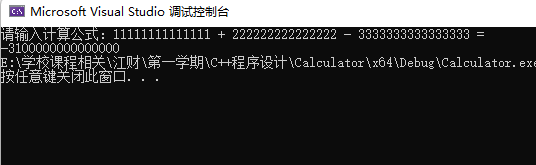 Microsoft Visual Studio 调试控制台
请输入计算公式：11111111111111 + 222222222222222 - 3333333333333333 =
-3100000000000000
E:\学校课程相关\江财\第一学期\C++程序设计\Calculator\x64\Debug\Calculator.exe
按任意键关闭此窗口. . .